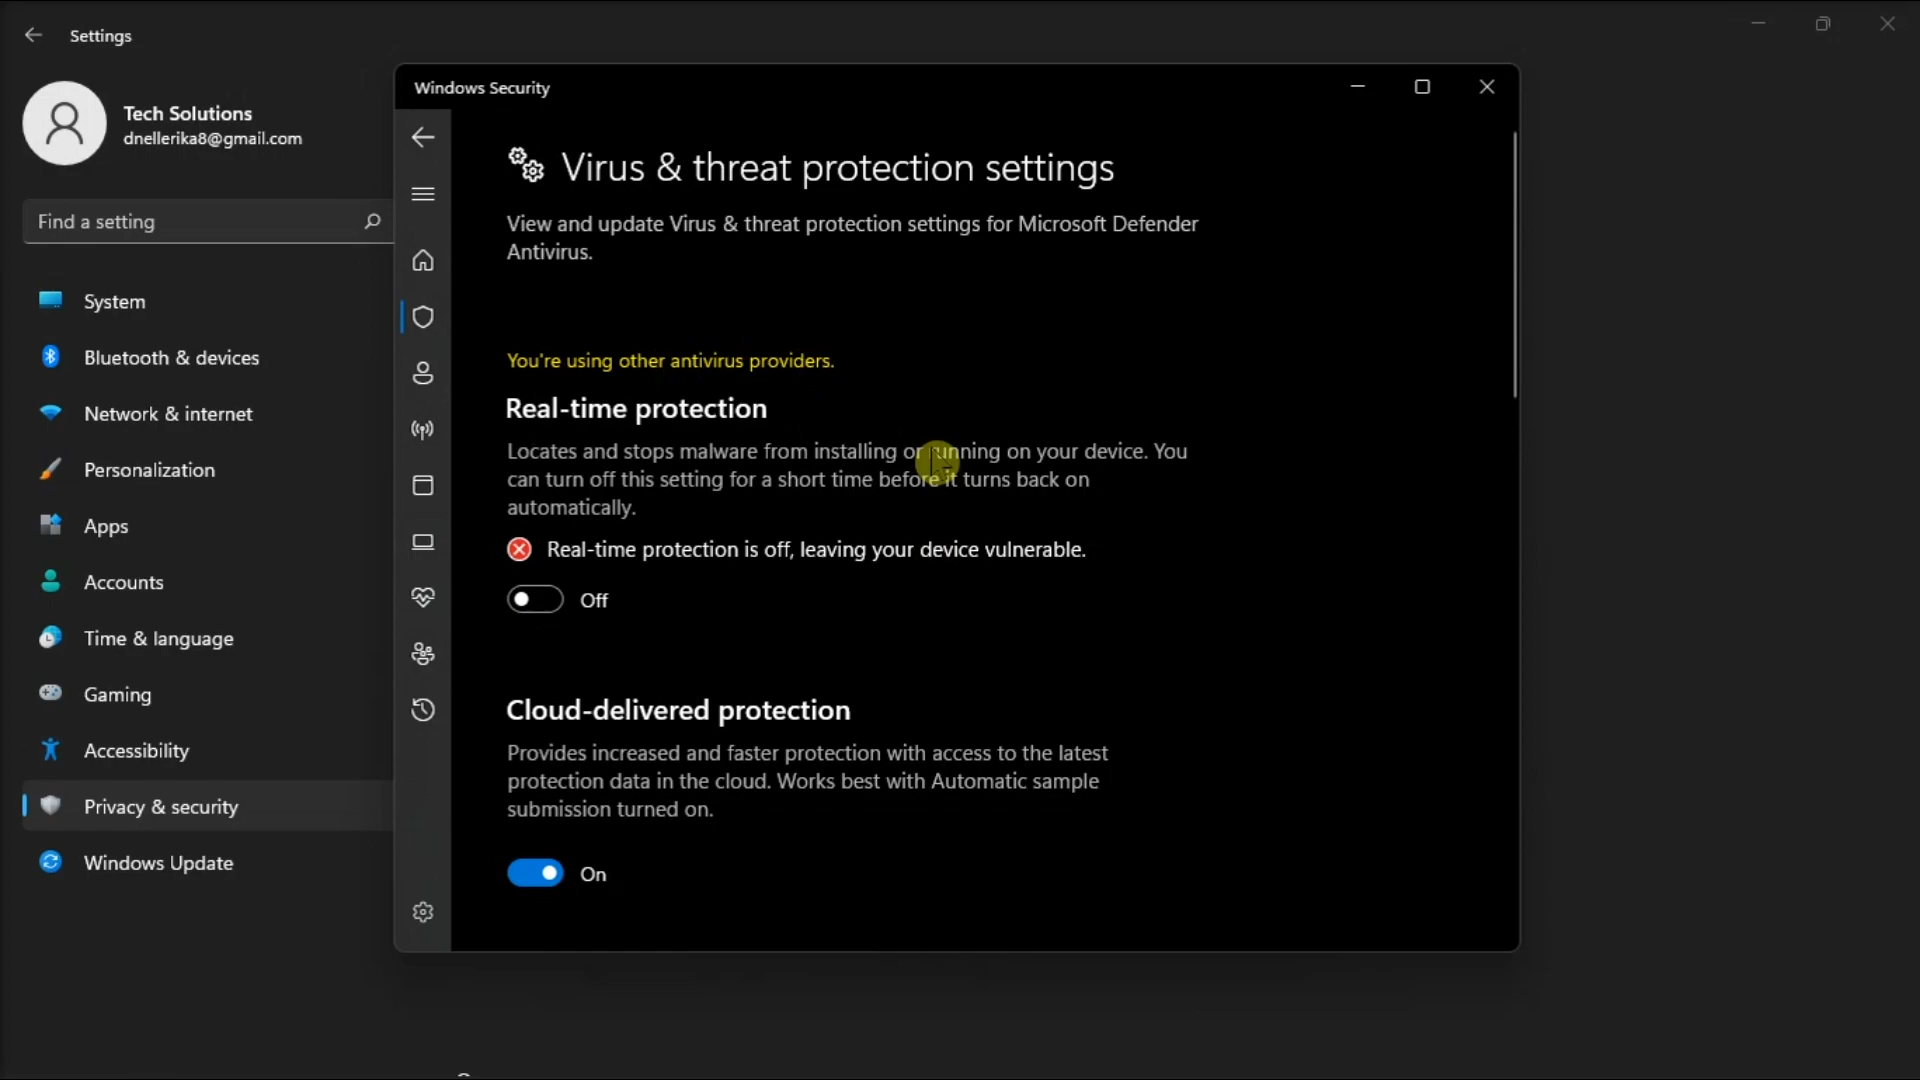 Settings
Tech Solutions
dnellerika8@gmail.com
Find a setting
System
Bluetooth & devices
Network & internet
Personalization
Apps
Accounts
Time & language
Gaming
Accessibility
Privacy & security
Windows Update
Windows Security
Virus & threat protection settings
View and update Virus & threat protection settings for Microsoft Defender
Antivirus.
You're using other antivirus providers.
Real-time protection
Locates and stops malware from installing or running on your device. You
can turn off this setting for a short time before it turns back on
automatically.
Real-time protection is off, leaving your device vulnerable.
Off
Cloud-delivered protection
Provides increased and faster protection with access to the latest
protection data in the cloud. Works best with Automatic sample
submission turned on.
On